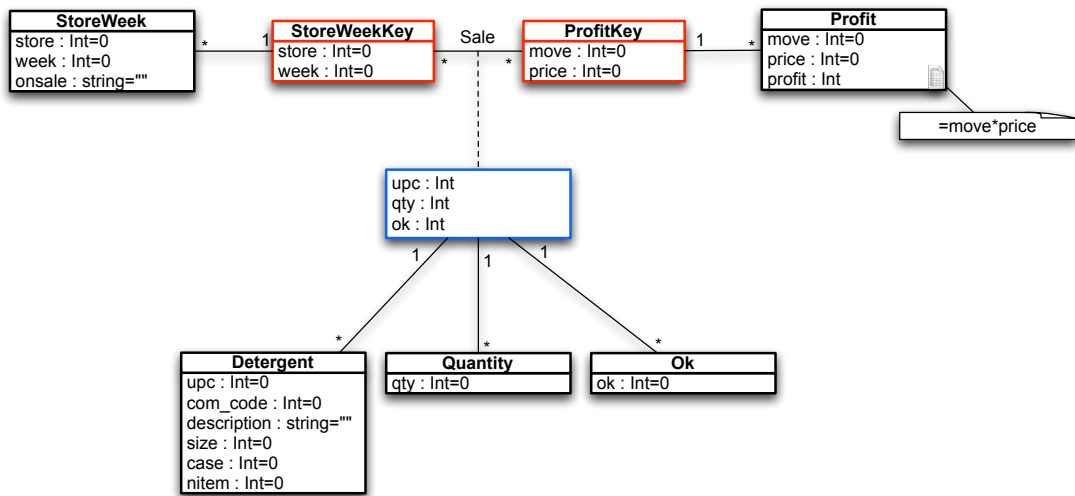 StoreWeek
store : Int=0
week : Int=0
onsale : string=""
*
1
StoreWeekKey
store : Int=0
week : Int=0
Sale
*
*
ProfitKey
move : Int=0
price : Int=0
1
*
Profit
move : Int=0
price : Int=0
profit : Int
=move*price
upc : Int
qty : Int
ok : Int
1
1
1
*
*
*
Detergent
upc : Int=0
com_code : Int=0
description : string=""
size : Int=0
case : Int=0
nitem : Int=0
Quantity
qty : Int=0
Ok
ok : Int=0